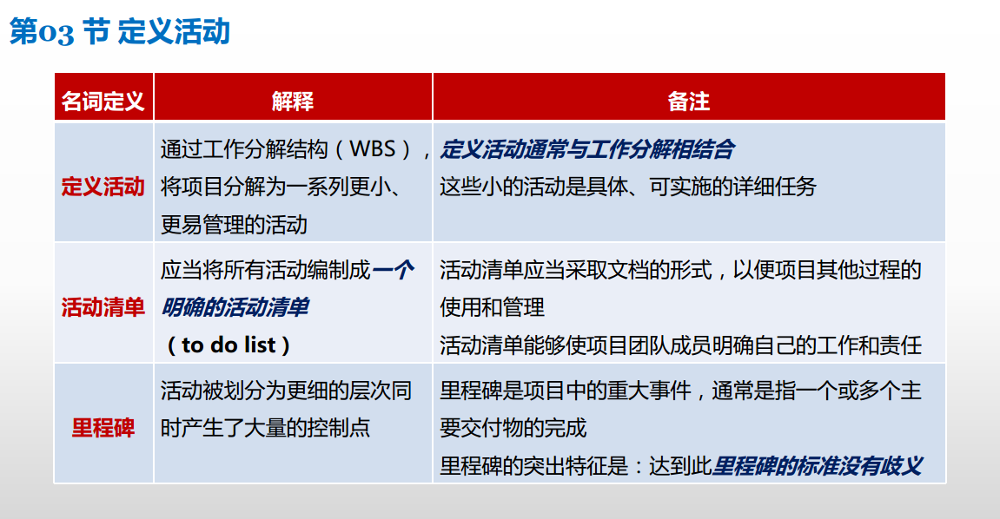 第03 节 定义活动
名词定义
解释
备注
定义活动
通过工作分解结构（WBS），
将项目分解为一系列更小、
更易管理的活动
定义活动通常与工作分解相结合
这些小的活动是具体、可实施的详细任务
活动清单
应当将所有活动编制成一个
明确的活动清单
（to do list）
活动清单应当采取文档的形式，以便项目其他过程的
使用和管理
活动清单能够使项目团队成员明确自己的工作和责任
里程碑
活动被划分为更细的层次同
时产生了大量的控制点
里程碑是项目中的重大事件，通常是指一个或多个主
要交付物的完成
里程碑的突出特征是：达到此里程碑的标准没有歧义